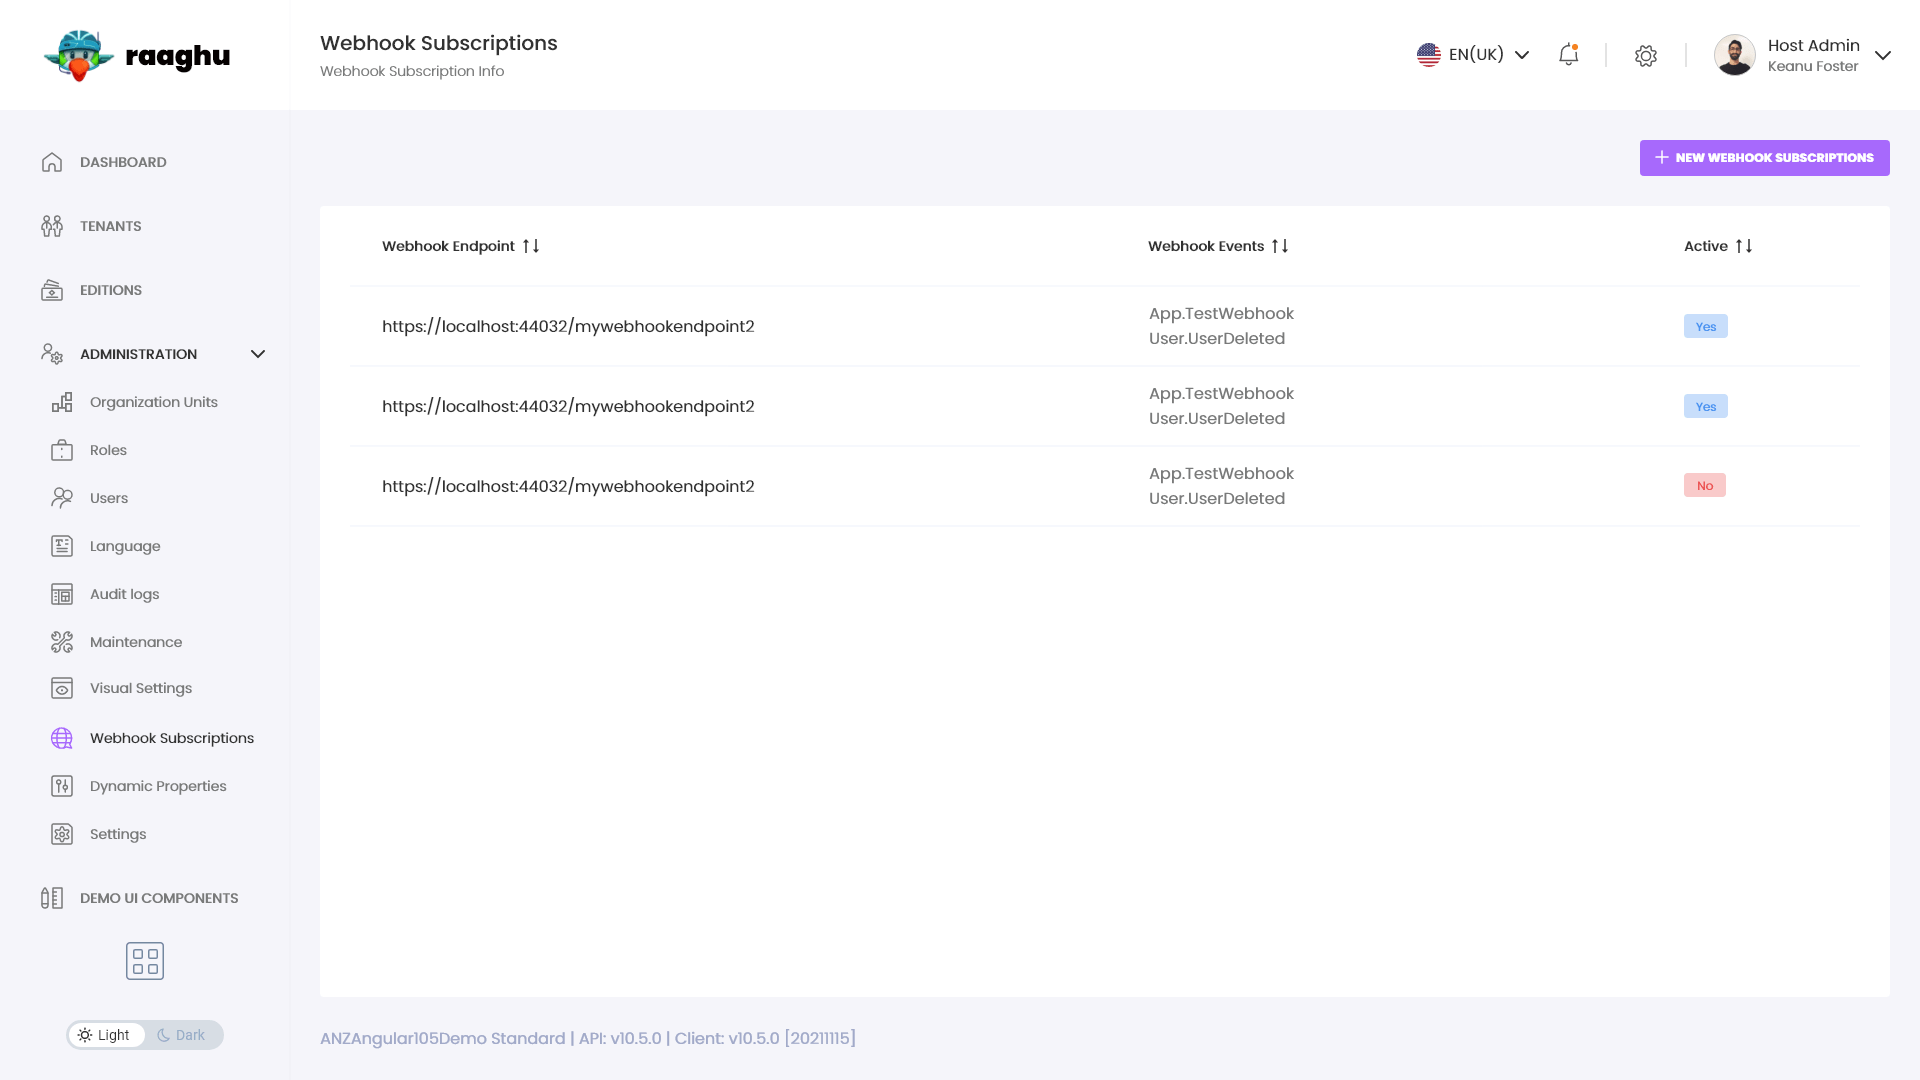 raaghu
Webhook Subscriptions
Webhook Subscription Info
EN(UK)
Host Admin
Keanu Foster
DASHBOARD
TENANTS
EDITIONS
ADMINISTRATION
Organization Units
Roles
Users
Language
Audit logs
Maintenance
Visual Settings
Webhook Subscriptions
Dynamic Properties
Settings
DEMO UI COMPONENTS
Light
Dark
NEW WEBHOOK SUBSCRIPTIONS
Webhook Endpoint
Webhook Events
Active
https://localhost:44032/mywebhookendpoint2
App.TestWebhook
User.UserDeleted
Yes
https://localhost:44032/mywebhookendpoint2
App.TestWebhook
User.UserDeleted
Yes
https://localhost:44032/mywebhookendpoint2
App.TestWebhook
User.UserDeleted
No
ANZAngular105Demo Standard | API: v10.5.0 | Client: v10.5.0 [20211115]